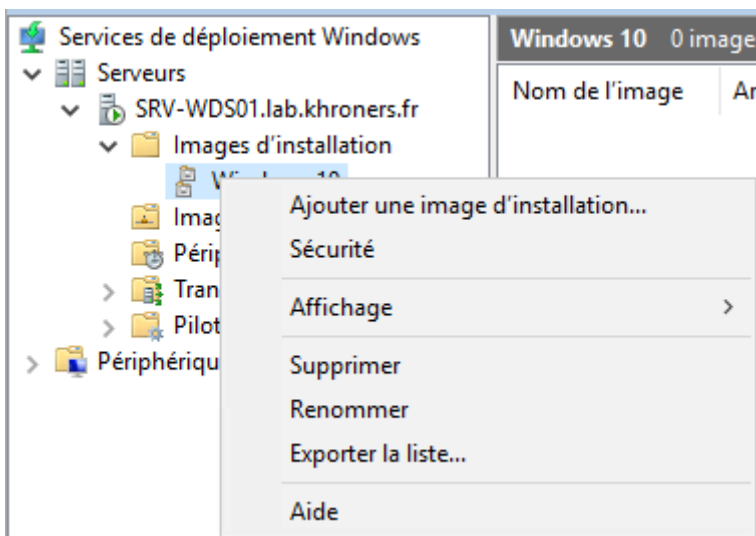 Services de déploiement Windows
Serveurs
SRV-WDS01.lab.khroners.fr
Images d'installation
Windows 10 0 image
Nom de l'image
Ajouter une image d'installation...
Sécurité
Affichage
Supprimer
Renommer
Exporter la liste...
Aide